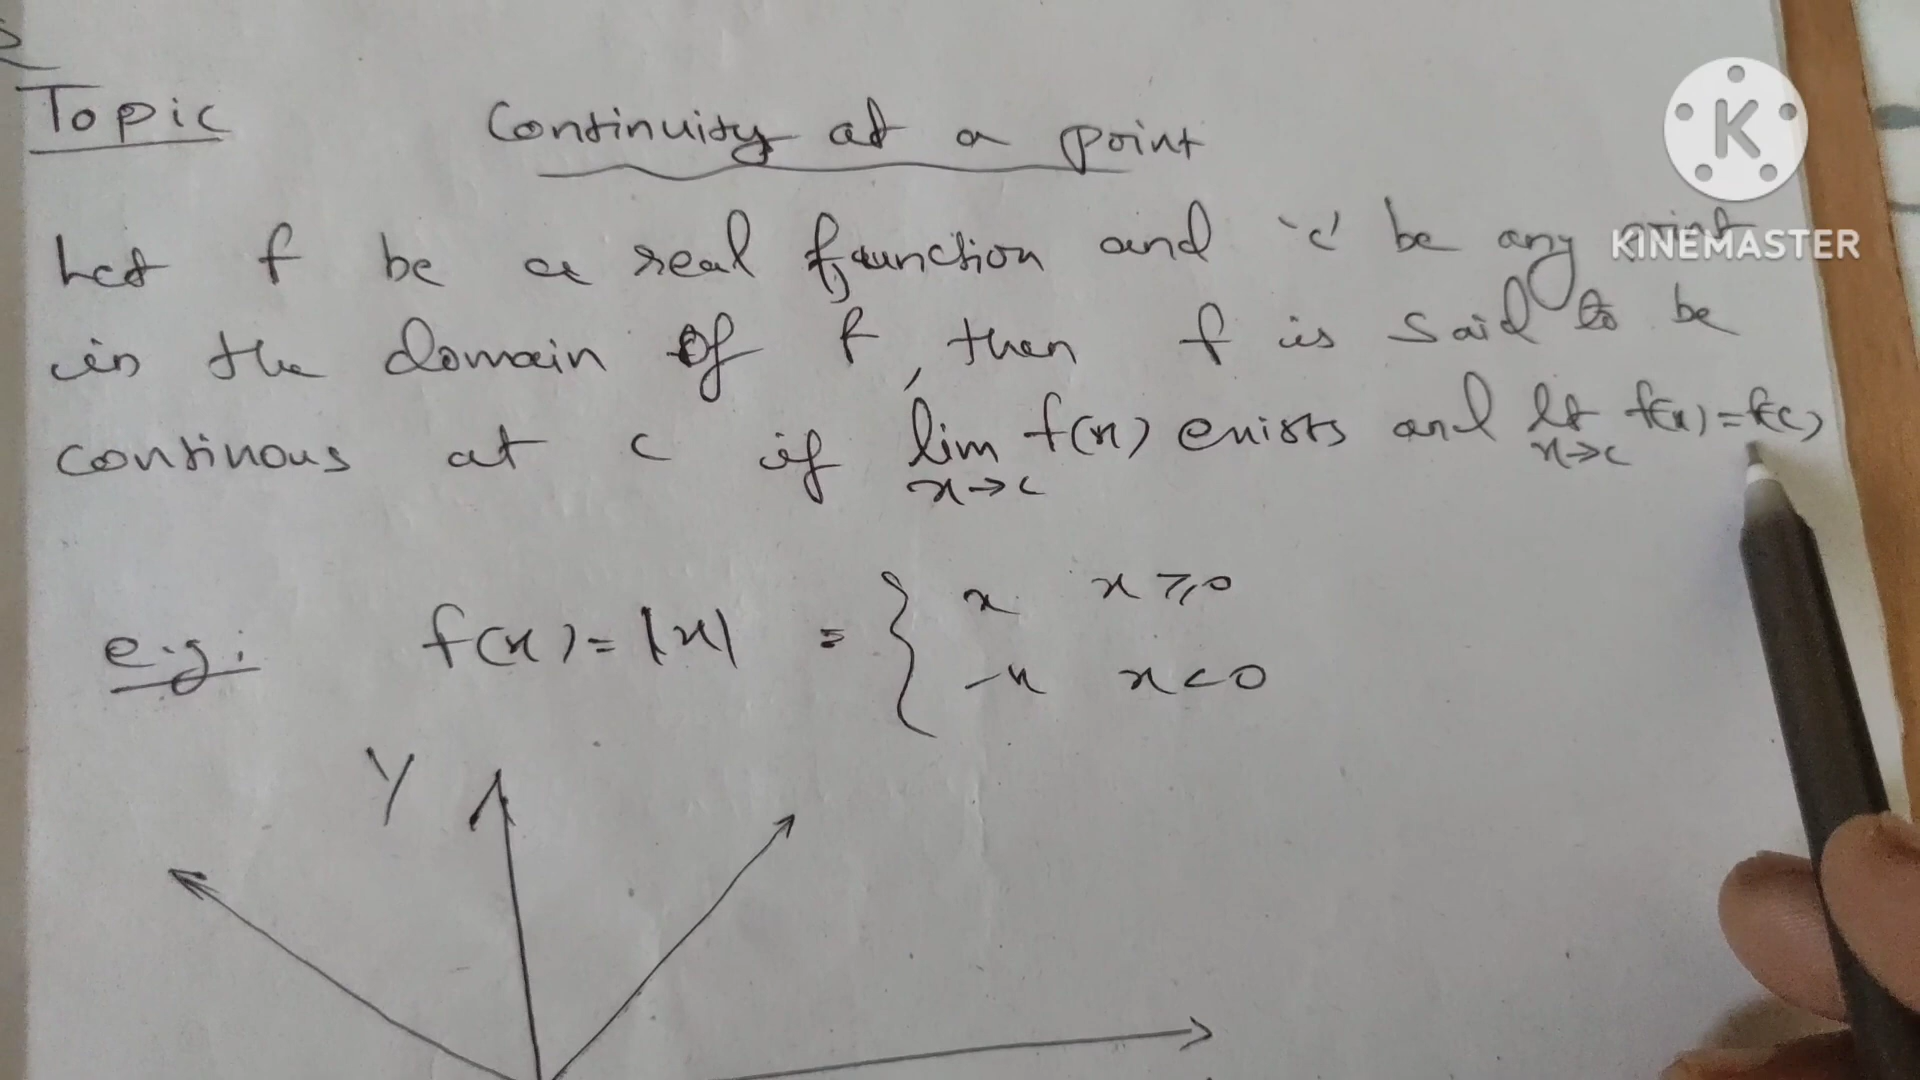 Topic Continuity at a point
Let f be a real function and 'c' be any point
in the domain of f, then f is said to be
continous at c if lim x→c f(x) exists and lt x→c f(x) = f(c)
e.g: f(x) = |x| = { x x ≥ 0
-x x < 0
Y
K
KINEMASTER